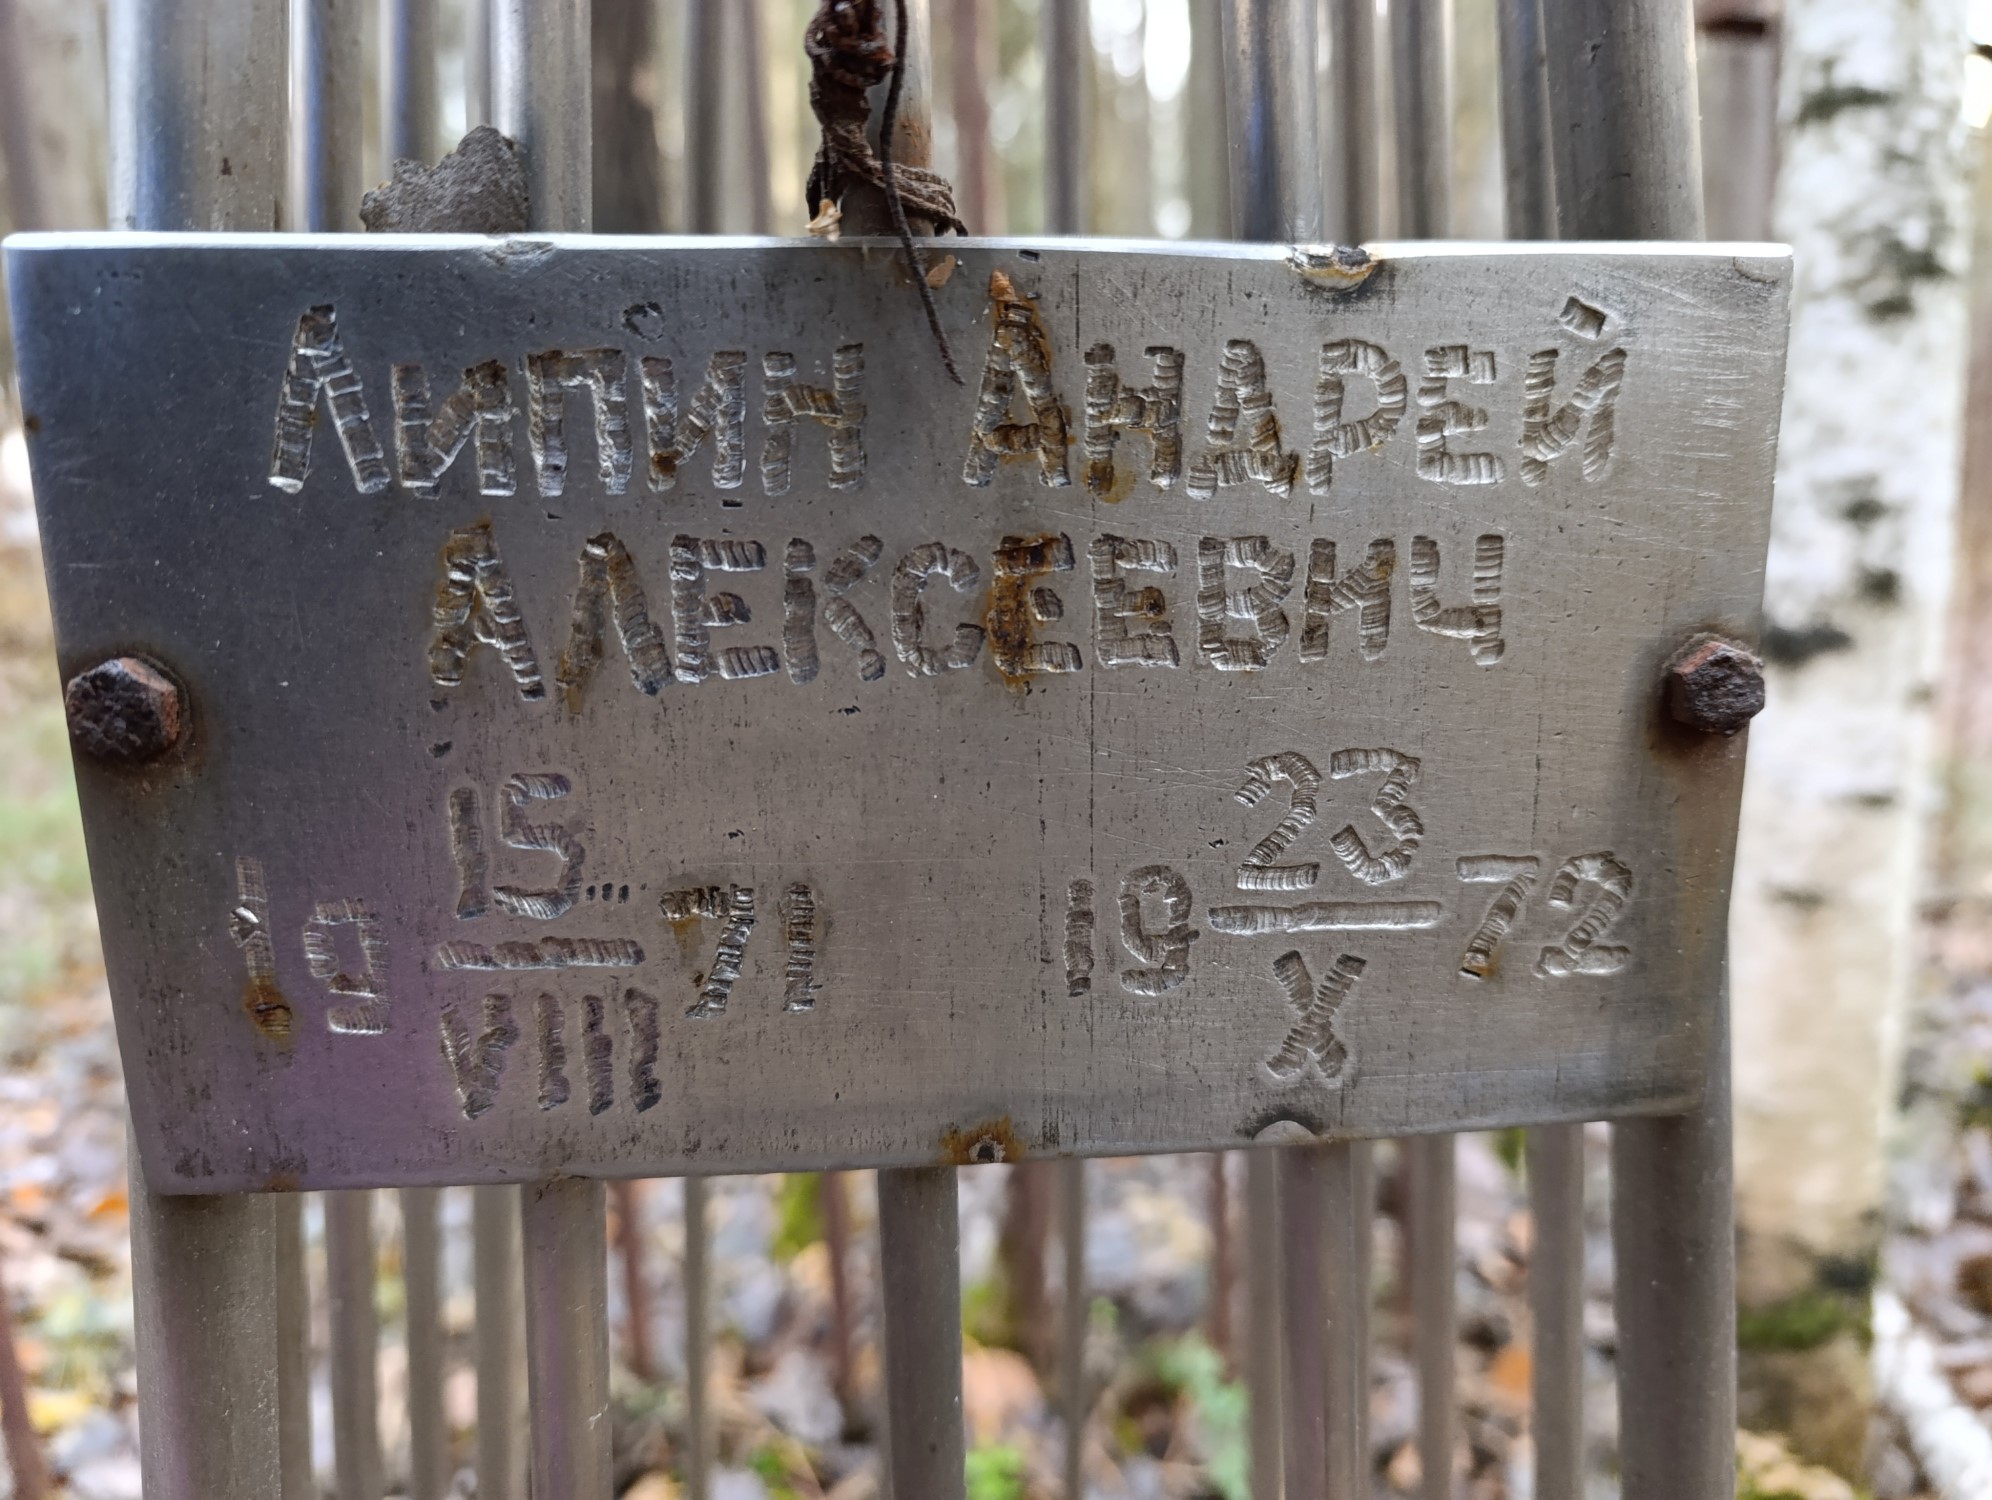 Липин Андрей
Алексеевич
19 15/VIII 71 19 23/X 72